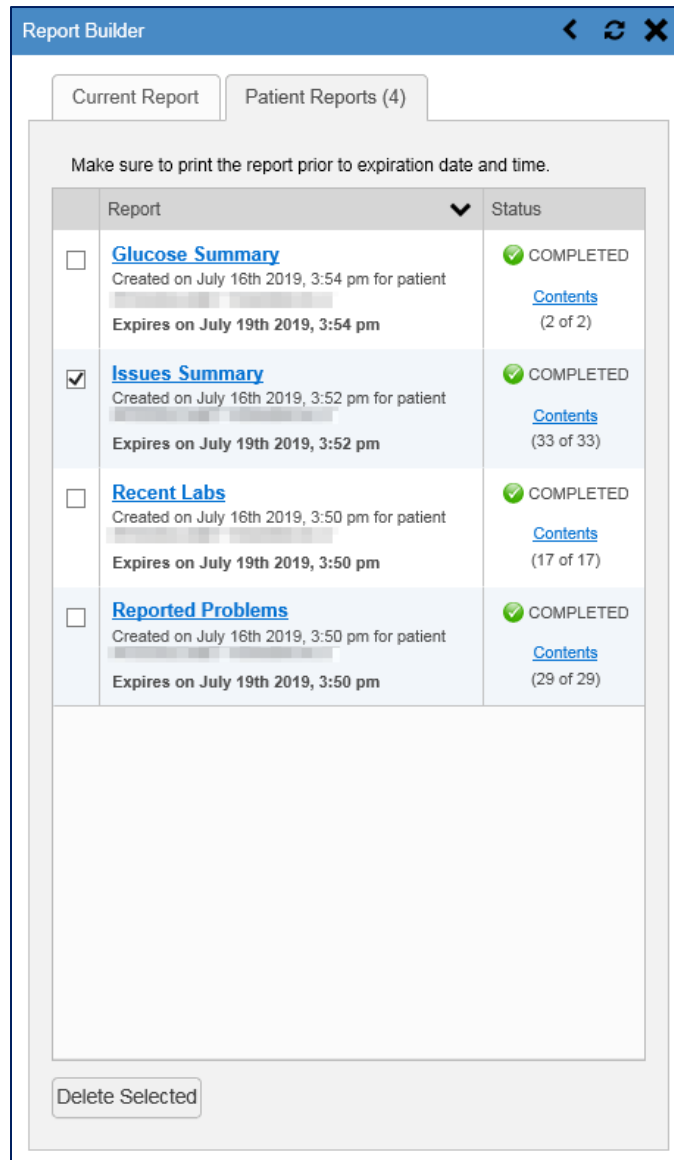 Report Builder
Current Report
Patient Reports (4)
Make sure to print the report prior to expiration date and time.
Report
Status
Glucose Summary
Created on July 16th 2019, 3:54 pm for patient
Expires on July 19th 2019, 3:54 pm
COMPLETED
Contents
(2 of 2)
Issues Summary
Created on July 16th 2019, 3:52 pm for patient
Expires on July 19th 2019, 3:52 pm
COMPLETED
Contents
(33 of 33)
Recent Labs
Created on July 16th 2019, 3:50 pm for patient
Expires on July 19th 2019, 3:50 pm
COMPLETED
Contents
(17 of 17)
Reported Problems
Created on July 16th 2019, 3:50 pm for patient
Expires on July 19th 2019, 3:50 pm
COMPLETED
Contents
(29 of 29)
Delete Selected